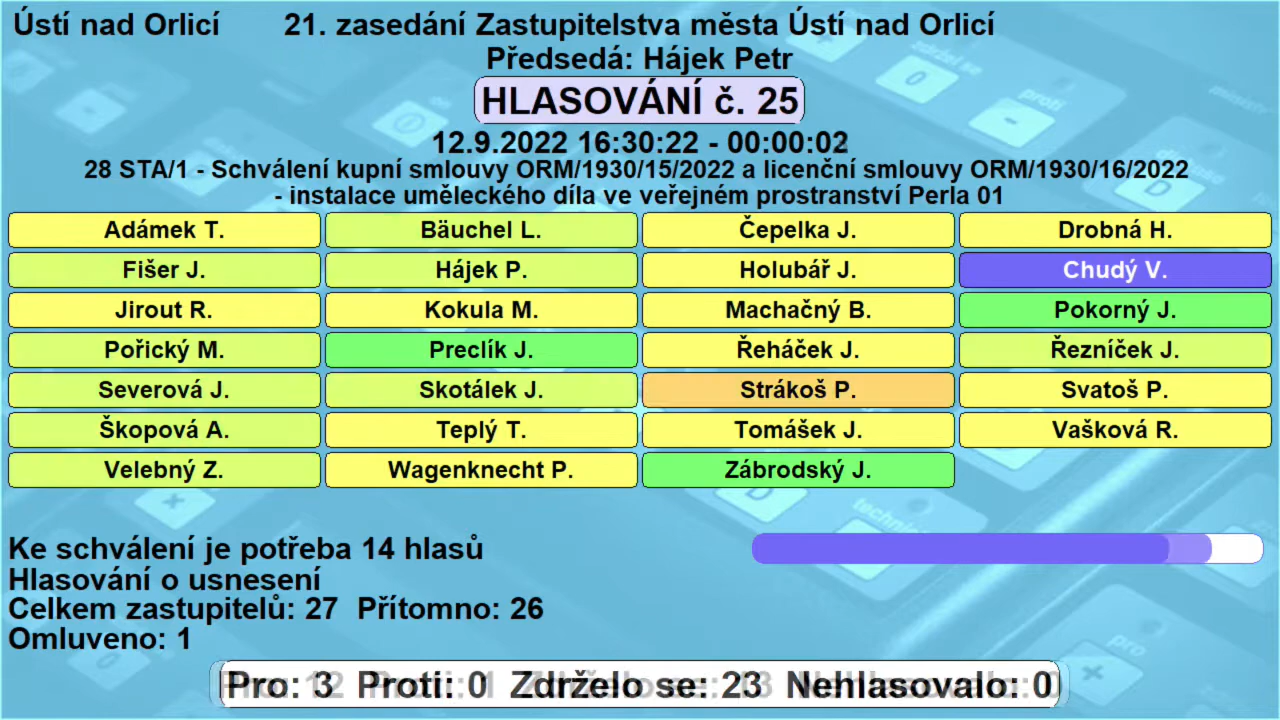 Ústí nad Orlicí 21. zasedání Zastupitelstva města Ústí nad Orlicí
Předsedá: Hájek Petr
HLASOVÁNÍ č. 25
12.9.2022 16:30:22 - 00:00:02
28 STA/1 - Schválení kupní smlouvy ORM/1930/15/2022 a licenční smlouvy ORM/1930/16/2022
- instalace uměleckého díla ve veřejném prostranství Perla 01
Adámek T. Bäuchel L. Čepelka J. Drobná H.
Fišer J. Hájek P. Holubář J. Chudý V.
Jirout R. Kokula M. Machačný B. Pokorný J.
Pořický M. Preclík J. Řeháček J. Řezníček J.
Severová J. Skotálek J. Strákoš P. Svatoš P.
Škopová A. Teplý T. Tomášek J. Vašková R.
Velebný Z. Wagenknecht P. Zábrodský J.
Ke schválení je potřeba 14 hlasů
Hlasování o usnesení
Celkem zastupitelů: 27 Přítomno: 26
Omluveno: 1
Pro: 3 Proti: 0 Zdrželo se: 23 Nehlasovalo: 0